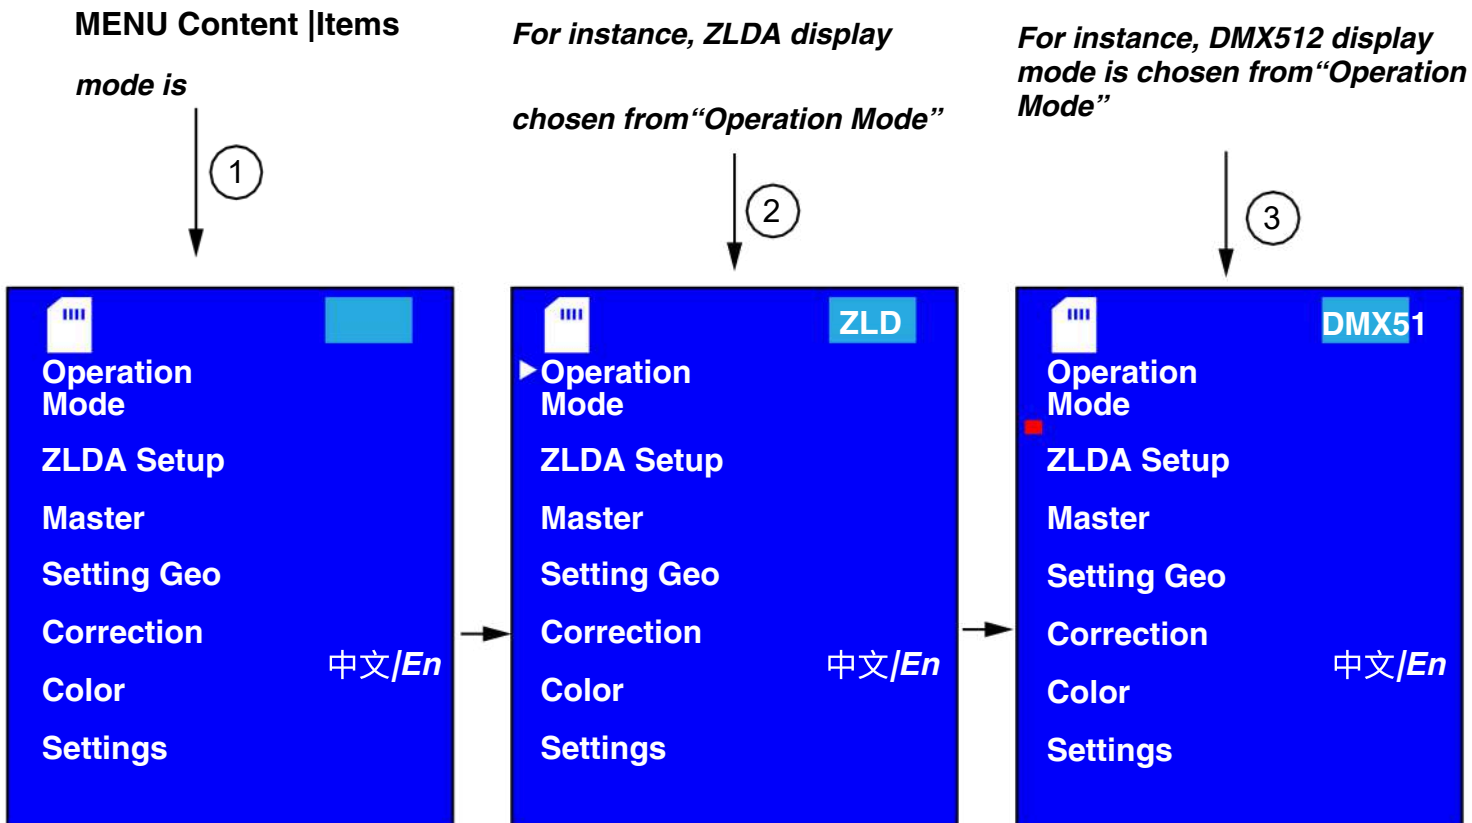 MENU Content |Items
mode is
1
For instance, ZLDA display
chosen from“Operation Mode”
2
For instance, DMX512 display
mode is chosen from“Operation
Mode”
3
Operation
Mode
ZLDA Setup
Master
Setting Geo
Correction
中文/En
Color
Settings
ZLD
Operation
Mode
ZLDA Setup
Master
Setting Geo
Correction
中文/En
Color
Settings
DMX51
Operation
Mode
ZLDA Setup
Master
Setting Geo
Correction
中文/En
Color
Settings